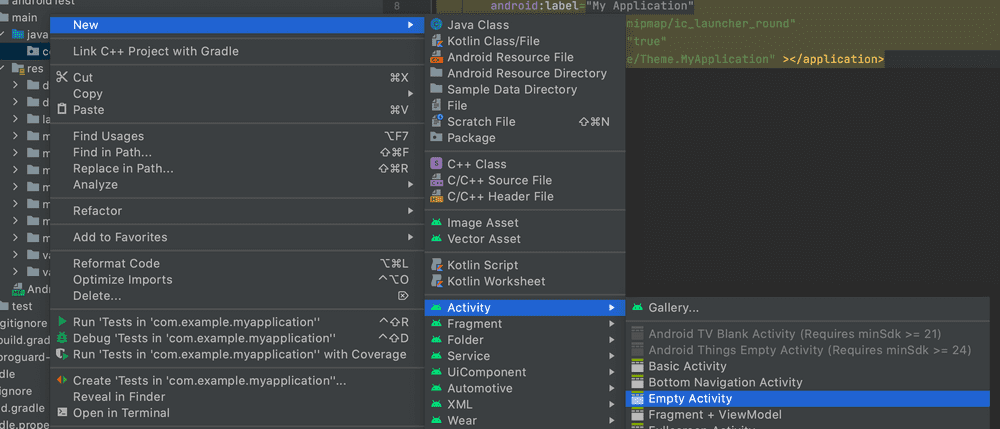 androidTest
main
java
co
res
d
d
la
m
m
m
m
m
m
va
va
Andr
test
gitignore
build.gradle
proguard-
dle
ignore
d.gradle
dle.prope
New
Link C++ Project with Gradle
Cut ⌘X
Copy
Paste ⌘V
Find Usages ⌥F7
Find in Path... ⇧⌘F
Replace in Path... ⇧⌘R
Analyze
Refactor
Add to Favorites
Reformat Code ⌥⌘L
Optimize Imports ^⌥O
Delete... ⌦
Run 'Tests in 'com.example.myapplication'' ^⇧R
Debug 'Tests in 'com.example.myapplication'' ^⇧D
Run 'Tests in 'com.example.myapplication'' with Coverage
Create 'Tests in 'com.example.myapplication''...
Reveal in Finder
Open in Terminal
Java Class
Kotlin Class/File
Android Resource File
Android Resource Directory
Sample Data Directory
File
Scratch File ⇧⌘N
Package
C++ Class
C/C++ Source File
C/C++ Header File
Image Asset
Vector Asset
Kotlin Script
Kotlin Worksheet
Activity
Fragment
Folder
Service
UiComponent
Automotive
XML
Wear
8 android:label="My Application"
mipmap/ic_launcher_round"
"true"
e/Theme.MyApplication" ></application>
Gallery...
Android TV Blank Activity (Requires minSdk >= 21)
Android Things Empty Activity (Requires minSdk >= 24)
Basic Activity
Bottom Navigation Activity
Empty Activity
Fragment + ViewModel
Fullscreen Activity